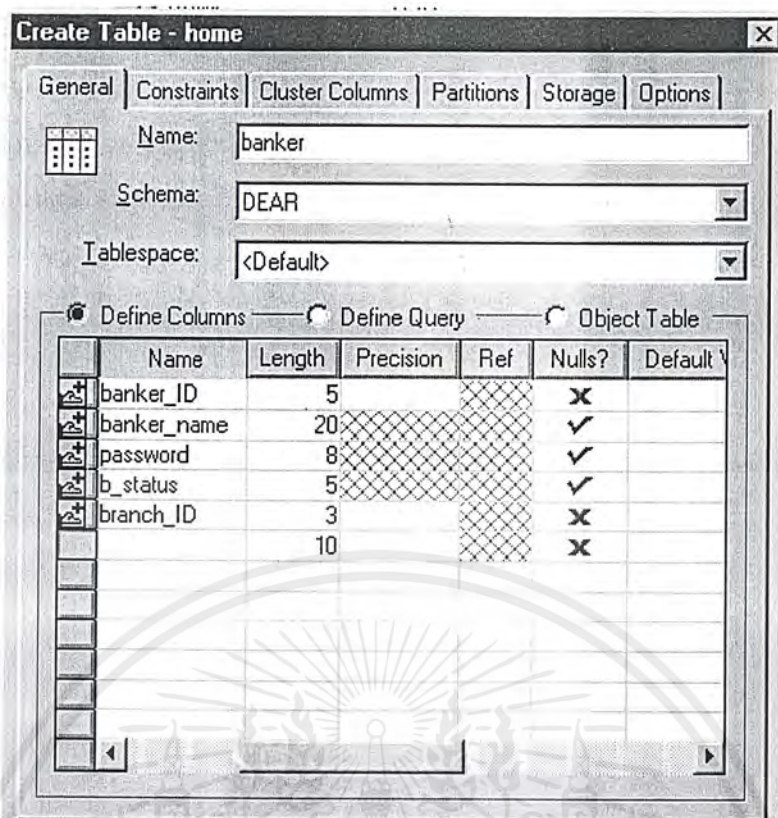 Create Table - home
General Constraints Cluster Columns Partitions Storage Options
Name: banker
Schema: DEAR
Tablespace: <Default>
Define Columns Define Query Object Table
Name Length Precision Ref Nulls? Default
banker_ID 5
banker_name 20
password 8
b_status 5
branch_ID 3
10